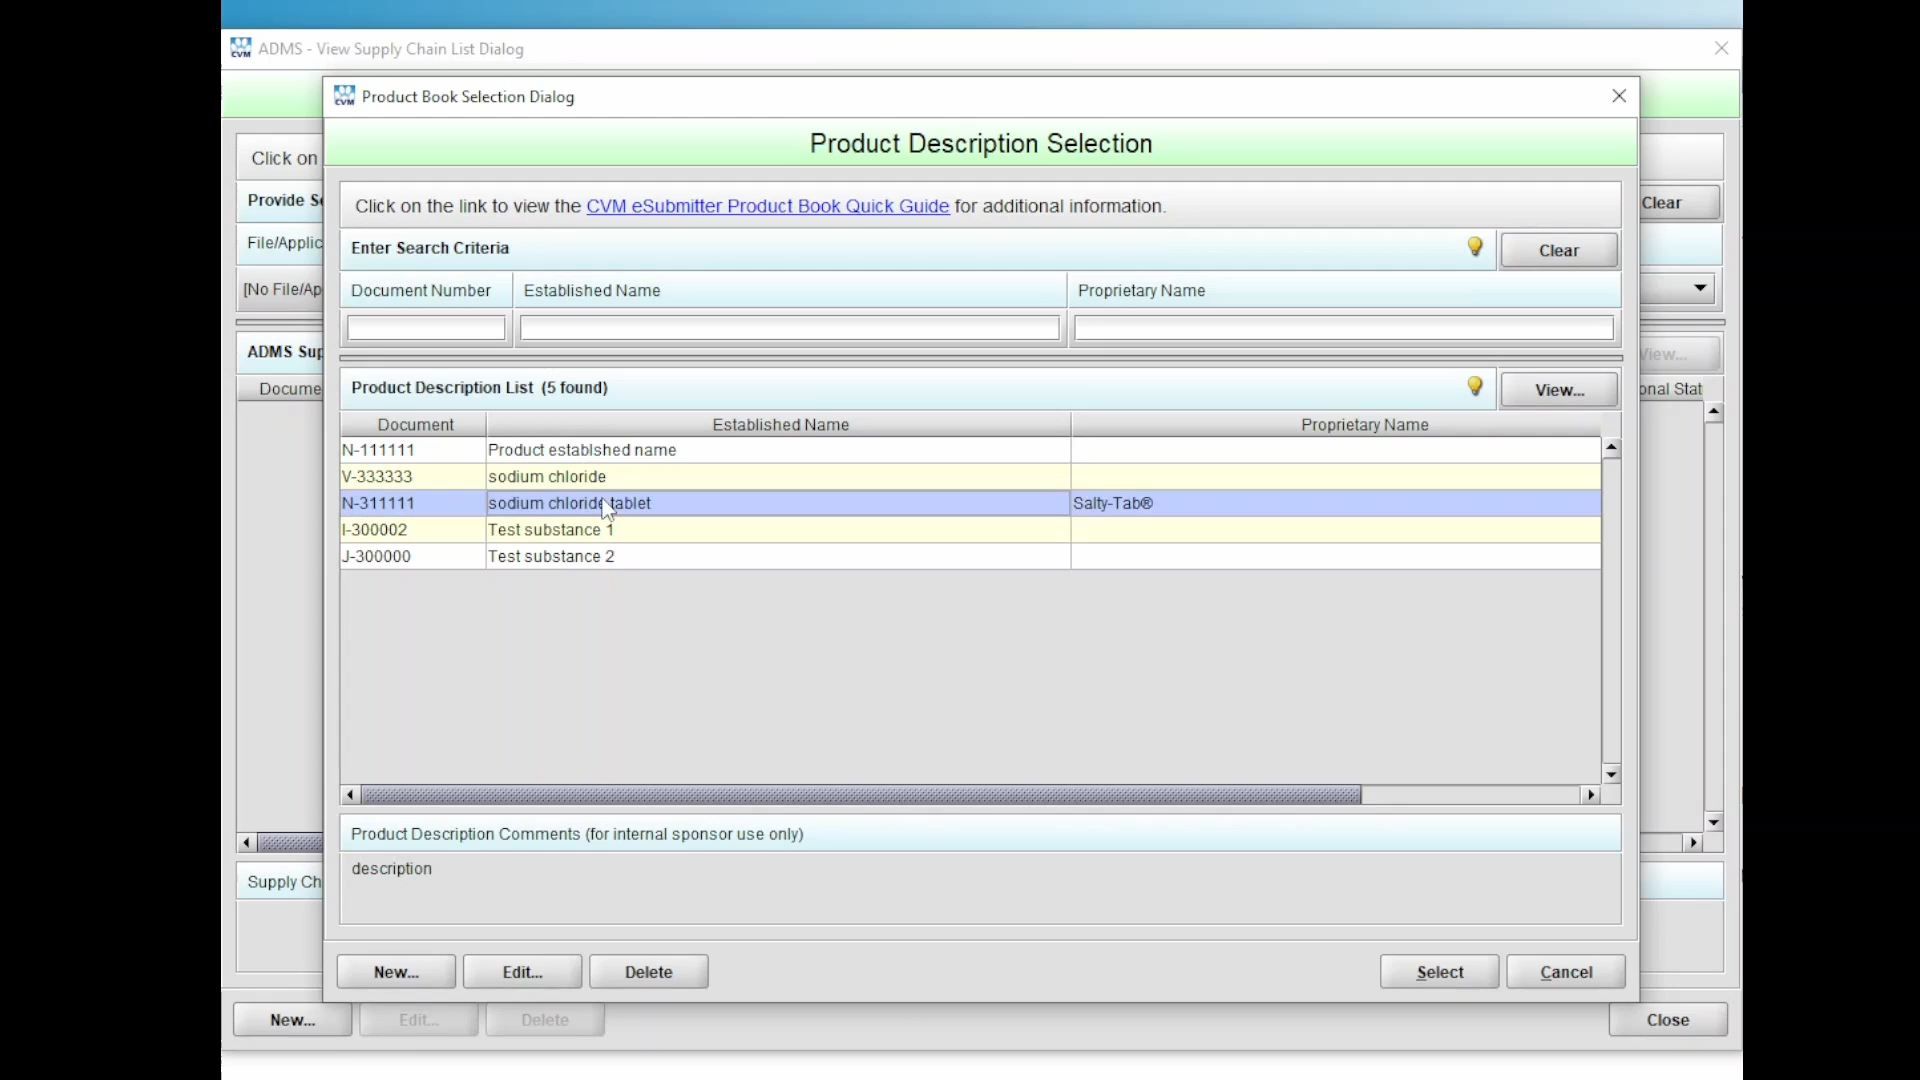 CVM ADMS - View Supply Chain List Dialog
CVM Product Book Selection Dialog
Product Description Selection
Click on
Click on the link to view the CVM eSubmitter Product Book Quick Guide for additional information.
Provide
Clear
Enter Search Criteria
Clear
File/Applic
Document Number Established Name Proprietary Name
[No File/Ap
ADMS Sup
View...
Product Description List (5 found)
View...
Docume
onal Stat
Document Established Name Proprietary Name
N-111111 Product establshed name
V-333333 sodium chloride
N-311111 sodium chloride tablet Salty-Tab®
I-300002 Test substance 1
J-300000 Test substance 2
Product Description Comments (for internal sponsor use only)
description
Supply Ch
New... Edit... Delete Select Cancel
New... Edit... Delete Close